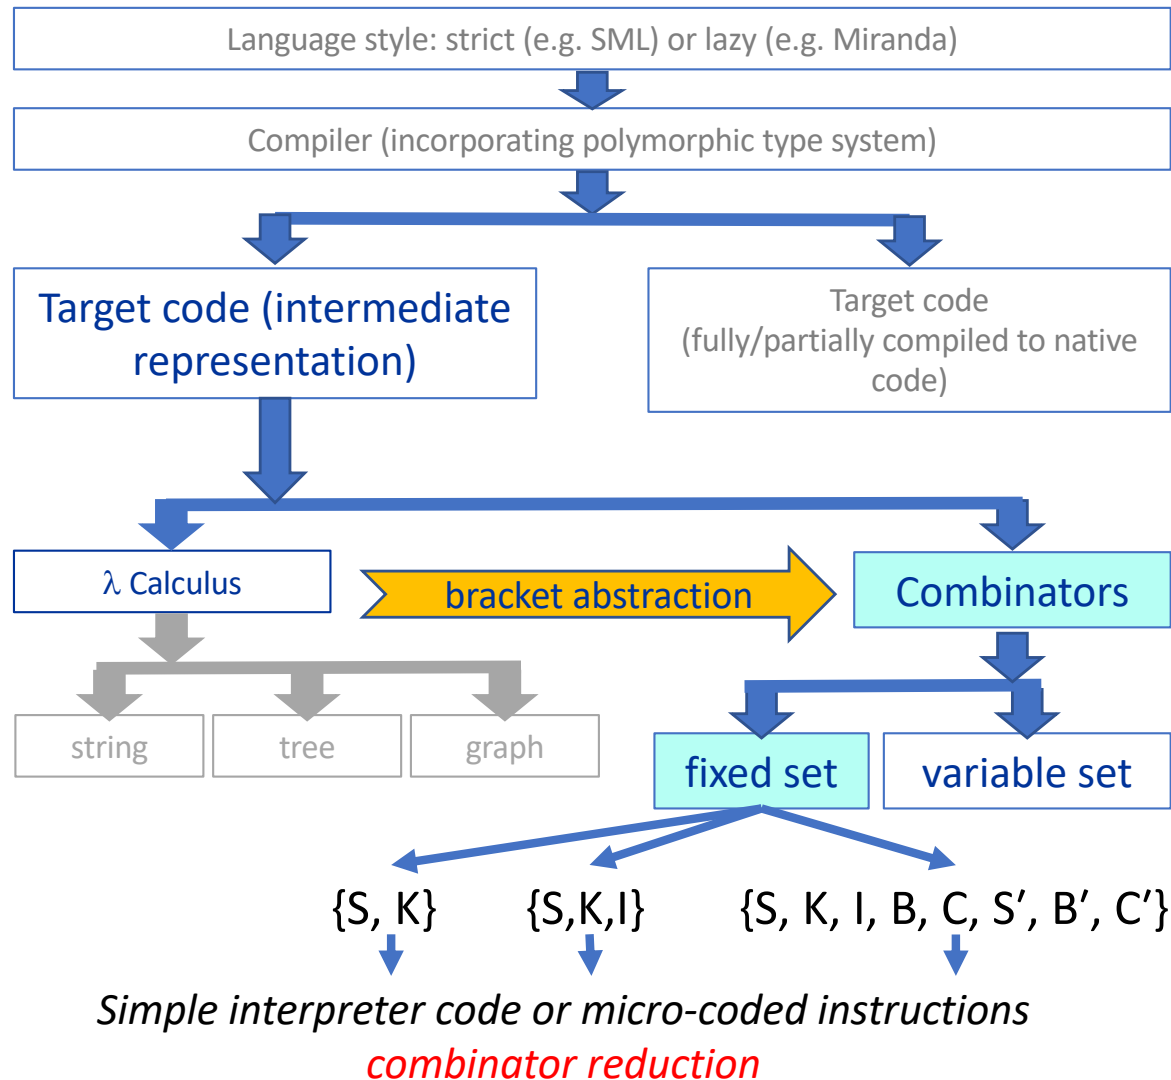 Language style: strict (e.g. SML) or lazy (e.g. Miranda)
Compiler (incorporating polymorphic type system)
Target code (intermediate
representation)
Target code
(fully/partially compiled to native
code)
λ Calculus
bracket abstraction
Combinators
string
tree
graph
fixed set
variable set
{S, K}
{S,K,I}
{S, K, I, B, C, S′, B′, C′}
Simple interpreter code or micro-coded instructions
combinator reduction